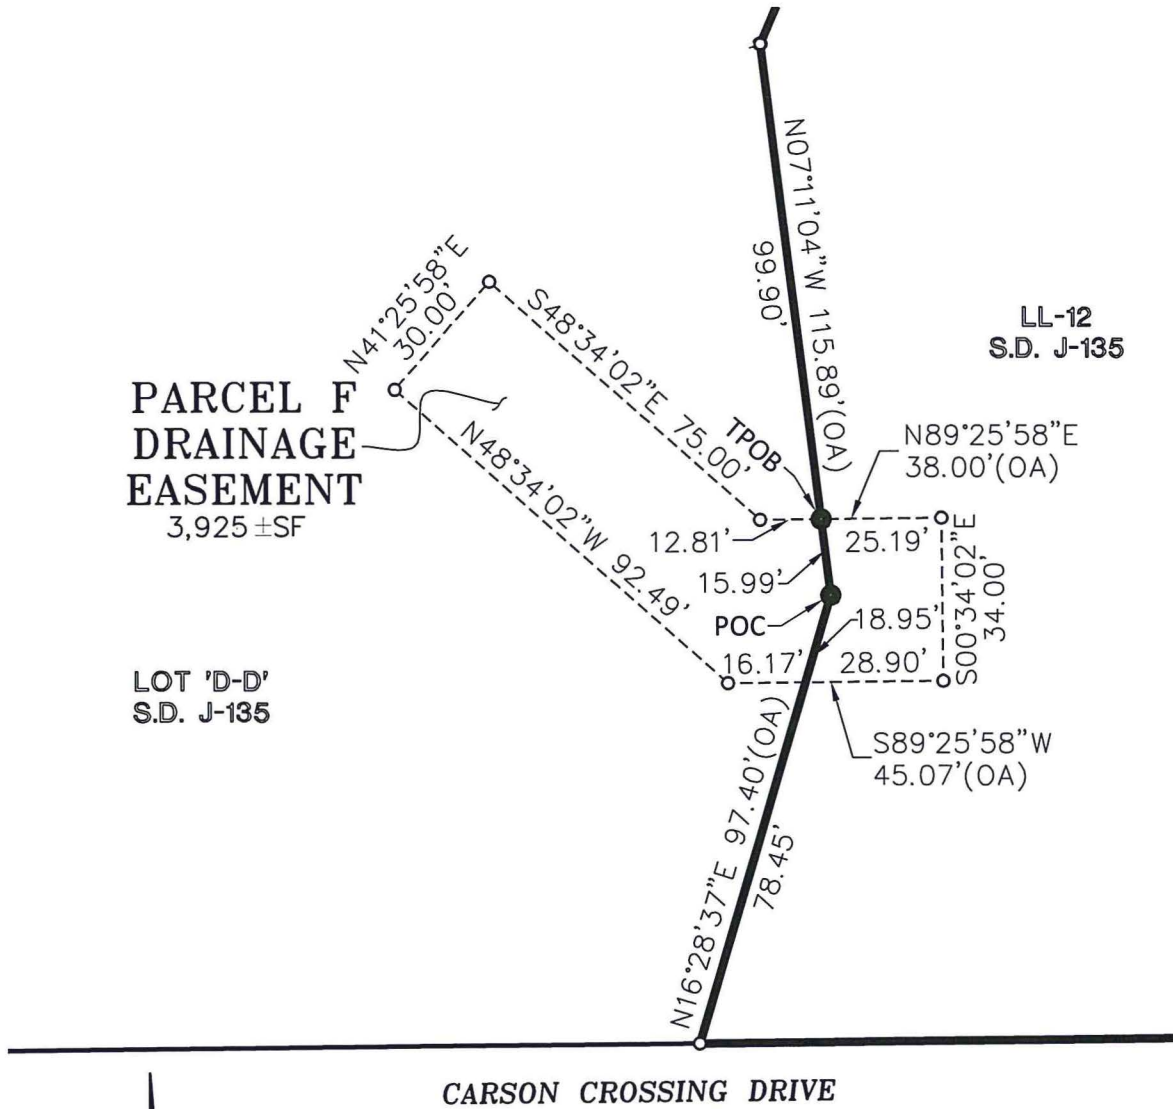 N07°11'04"W 115.89'(OA)
99.90'
LL-12
S.D. J-135
N41°25'58"E
30.00'
S48°34'02"E 75.00'
PARCEL F
DRAINAGE
EASEMENT
3,925 ±SF
N48°34'02"W 92.49'
TPOB
N89°25'58"E
38.00'(OA)
12.81'
25.19'
15.99'
S00°34'02"E
34.00'
POC
18.95'
16.17'
28.90'
LOT 'D-D'
S.D. J-135
S89°25'58"W
45.07'(OA)
N16°28'37"E 97.40'(OA)
78.45'
CARSON CROSSING DRIVE